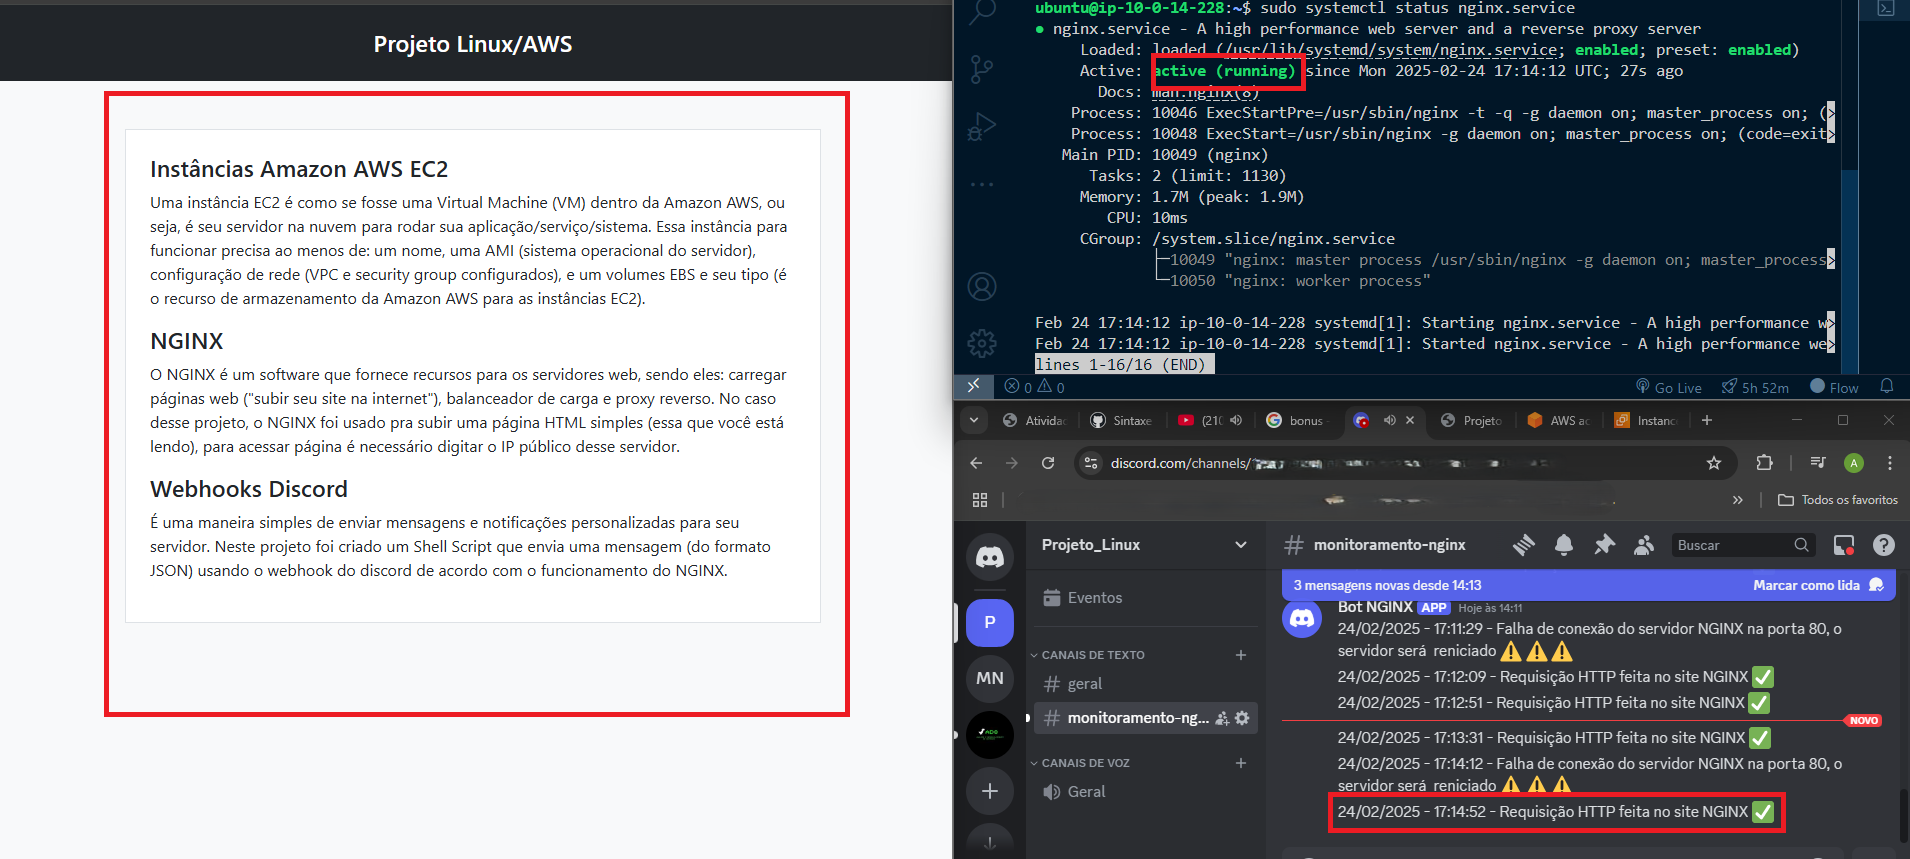 Projeto Linux/AWS
Instâncias Amazon AWS EC2
Uma instância EC2 é como se fosse uma Virtual Machine (VM) dentro da Amazon AWS, ou
seja, é seu servidor na nuvem para rodar sua aplicação/serviço/sistema. Essa instância para
funcionar precisa ao menos de: um nome, uma AMI (sistema operacional do servidor),
configuração de rede (VPC e security group configurados), e um volumes EBS e seu tipo (é
o recurso de armazenamento da Amazon AWS para as instâncias EC2).
NGINX
O NGINX é um software que fornece recursos para os servidores web, sendo eles: carregar
páginas web ("subir seu site na internet"), balanceador de carga e proxy reverso. No caso
desse projeto, o NGINX foi usado pra subir uma página HTML simples (essa que você está
lendo), para acessar página é necessário digitar o IP público desse servidor.
Webhooks Discord
É uma maneira simples de enviar mensagens e notificações personalizadas para seu
servidor. Neste projeto foi criado um Shell Script que envia uma mensagem (do formato
JSON) usando o webhook do discord de acordo com o funcionamento do NGINX.
ubuntu@ip-10-0-14-228:~$ sudo systemctl status nginx.service
● nginx.service - A high performance web server and a reverse proxy server
Loaded: loaded (/usr/lib/systemd/system/nginx.service; enabled; preset: enabled)
Active: active (running) since Mon 2025-02-24 17:14:12 UTC; 27s ago
Docs: man:nginx(8)
Process: 10046 ExecStartPre=/usr/sbin/nginx -t -q -g daemon on; master_process on; (>
Process: 10048 ExecStart=/usr/sbin/nginx -g daemon on; master_process on; (code=exit>
Main PID: 10049 (nginx)
Tasks: 2 (limit: 1130)
Memory: 1.7M (peak: 1.9M)
CPU: 10ms
CGroup: /system.slice/nginx.service
├─10049 "nginx: master process /usr/sbin/nginx -g daemon on; master_process>
└─10050 "nginx: worker process"
Feb 24 17:14:12 ip-10-0-14-228 systemd[1]: Starting nginx.service - A high performance w>
Feb 24 17:14:12 ip-10-0-14-228 systemd[1]: Started nginx.service - A high performance we>
lines 1-16/16 (END)
0 0 Go Live 5h 52m Flow
Ativida Sintaxe (210 bonus Projeto AWS ac Instanc
discord.com/channels/
A
» Todos os favoritos
Projeto_Linux
# monitoramento-nginx
Buscar
Eventos
3 mensagens novas desde 14:13 Marcar como lida
P
MN
CANAIS DE TEXTO
# geral
# monitoramento-ng...
CANAIS DE VOZ
Geral
Bot NGINX APP Hoje às 14:11
24/02/2025 - 17:11:29 - Falha de conexão do servidor NGINX na porta 80, o
servidor será reniciado ⚠️⚠️⚠️
24/02/2025 - 17:12:09 - Requisição HTTP feita no site NGINX ✅
24/02/2025 - 17:12:51 - Requisição HTTP feita no site NGINX ✅
NOVO
24/02/2025 - 17:13:31 - Requisição HTTP feita no site NGINX ✅
24/02/2025 - 17:14:12 - Falha de conexão do servidor NGINX na porta 80, o
servidor será reniciado ⚠️⚠️⚠️
24/02/2025 - 17:14:52 - Requisição HTTP feita no site NGINX ✅